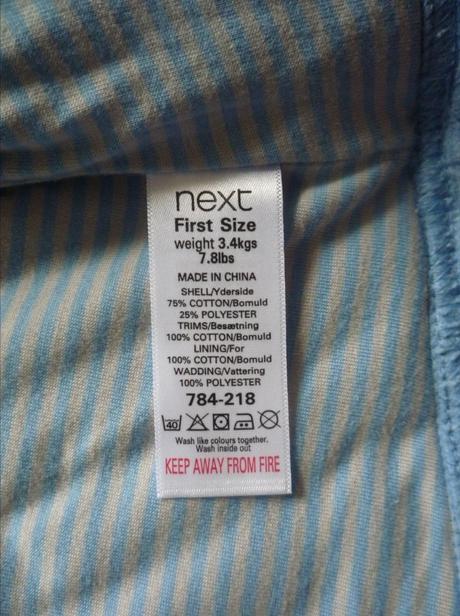 next
First Size
weight 3.4kgs
7.8lbs
MADE IN CHINA
SHELL/Yderside
75% COTTON/Bomuld
25% POLYESTER
TRIMS/Besætning
100% COTTON/Bomuld
LINING/For
100% COTTON/Bomuld
WADDING/Vattering
100% POLYESTER
784-218
40
Wash like colours together.
Wash inside out
KEEP AWAY FROM FIRE